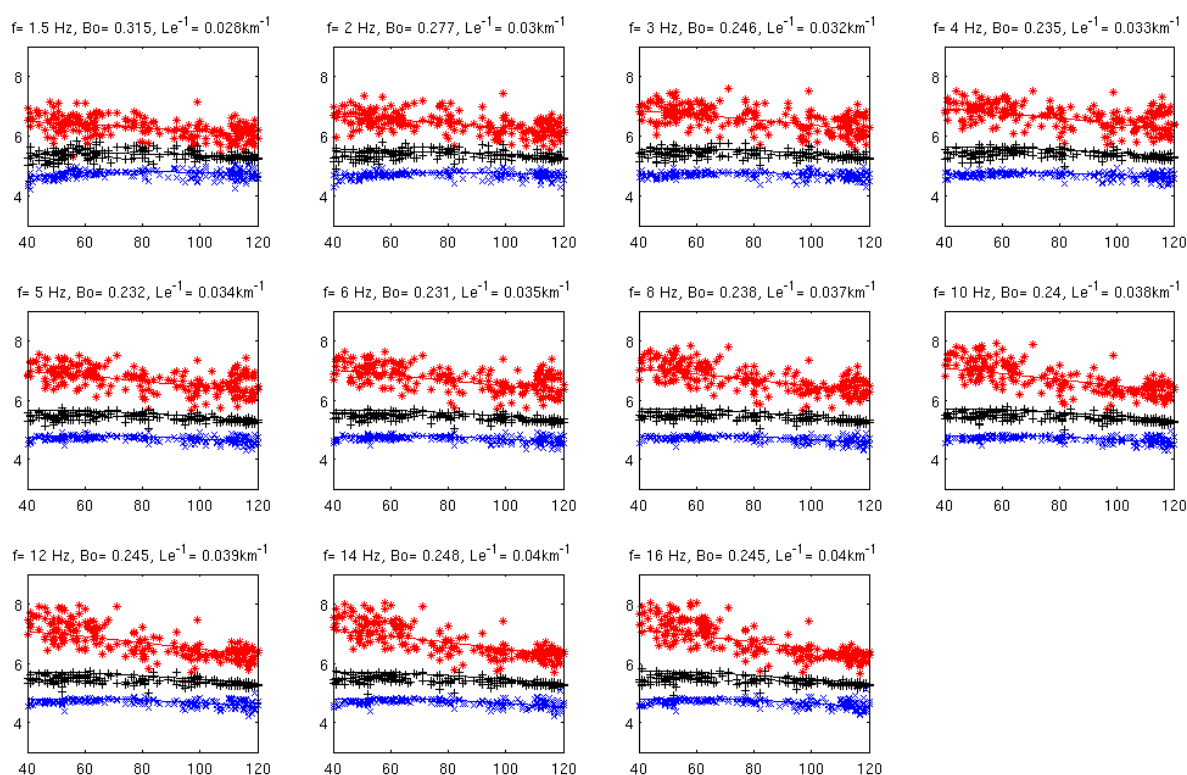 f= 1.5 Hz, Bo= 0.315, Le⁻¹ = 0.028km⁻¹
8
6
4
40 60 80 100 120
f= 2 Hz, Bo= 0.277, Le⁻¹ = 0.03km⁻¹
8
6
4
40 60 80 100 120
f= 3 Hz, Bo= 0.246, Le⁻¹ = 0.032km⁻¹
8
6
4
40 60 80 100 120
f= 4 Hz, Bo= 0.235, Le⁻¹ = 0.033km⁻¹
8
6
4
40 60 80 100 120
f= 5 Hz, Bo= 0.232, Le⁻¹ = 0.034km⁻¹
8
6
4
40 60 80 100 120
f= 6 Hz, Bo= 0.231, Le⁻¹ = 0.035km⁻¹
8
6
4
40 60 80 100 120
f= 8 Hz, Bo= 0.238, Le⁻¹ = 0.037km⁻¹
8
6
4
40 60 80 100 120
f= 10 Hz, Bo= 0.24, Le⁻¹ = 0.038km⁻¹
8
6
4
40 60 80 100 120
f= 12 Hz, Bo= 0.245, Le⁻¹ = 0.039km⁻¹
8
6
4
40 60 80 100 120
f= 14 Hz, Bo= 0.248, Le⁻¹ = 0.04km⁻¹
8
6
4
40 60 80 100 120
f= 16 Hz, Bo= 0.245, Le⁻¹ = 0.04km⁻¹
8
6
4
40 60 80 100 120